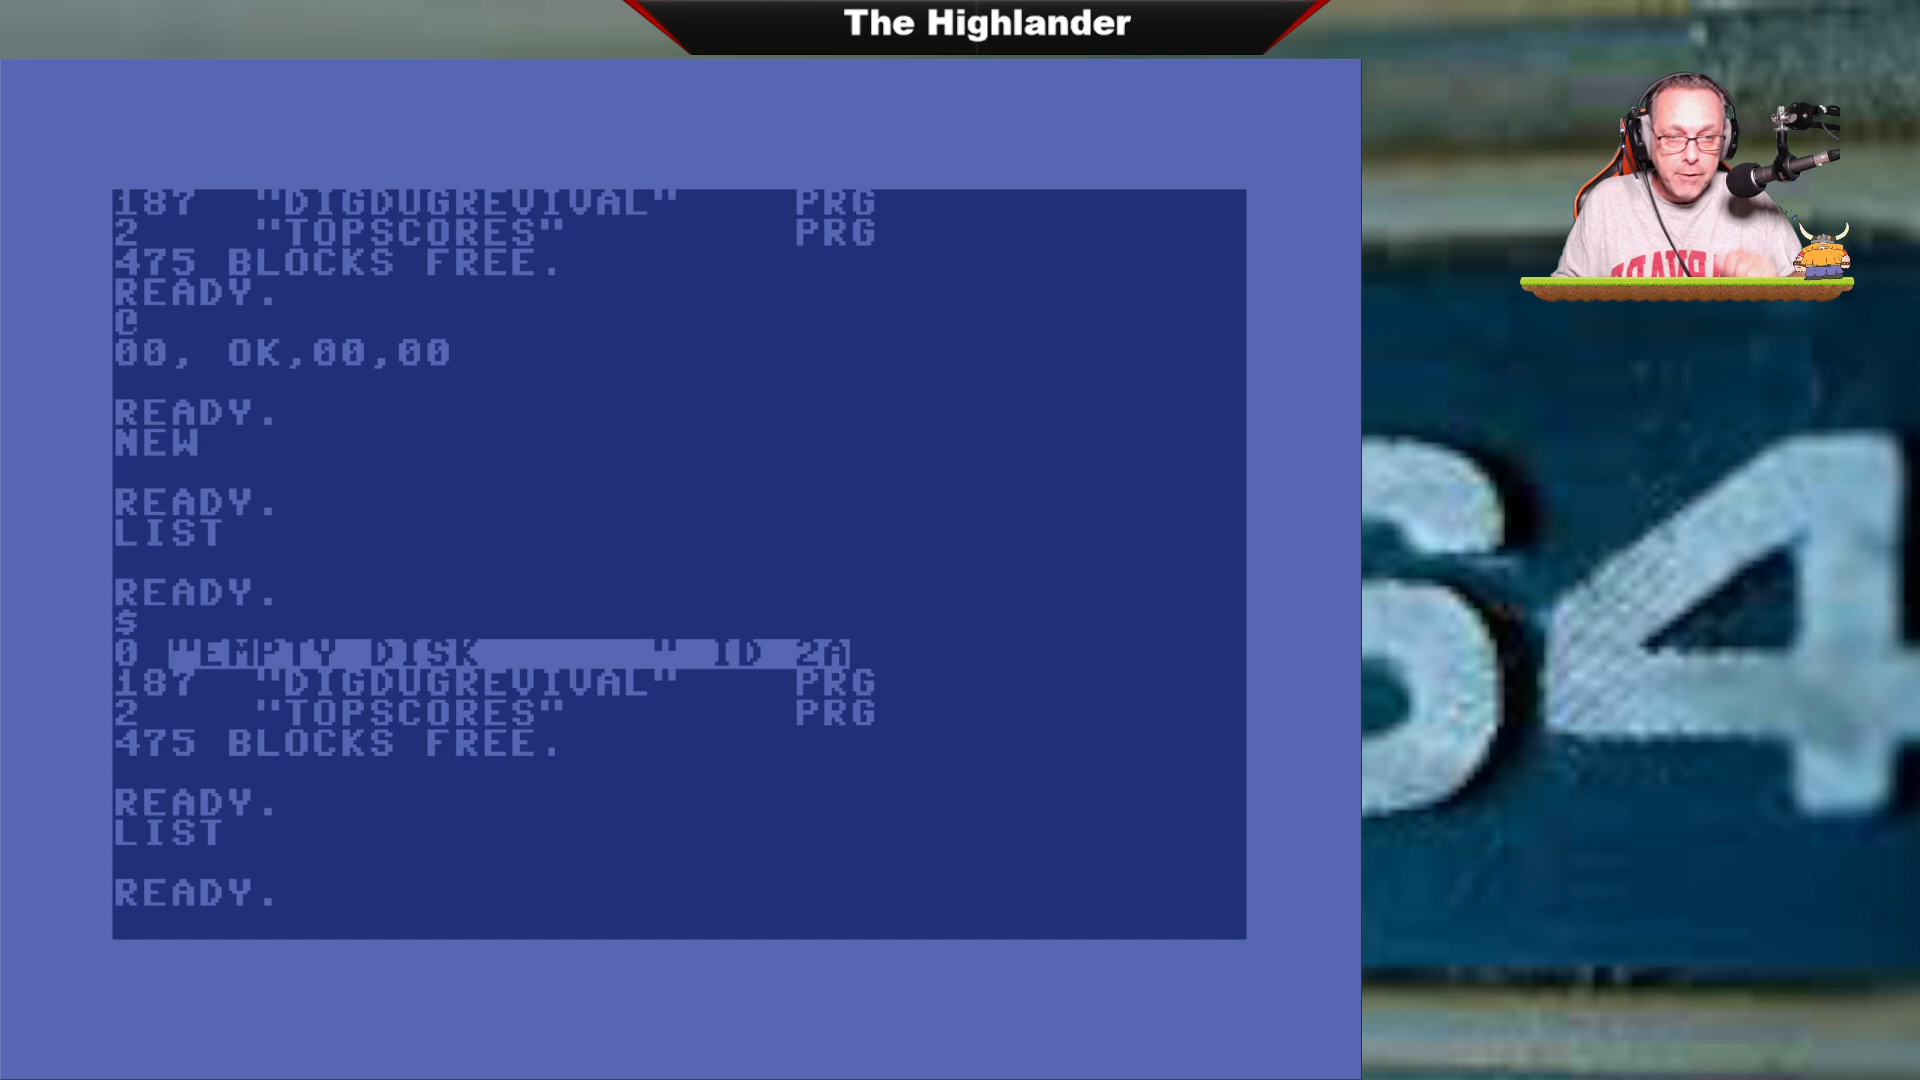 The Highlander
187 "DIGDUGREVIVAL" PRG
2 "TOPSCORES" PRG
475 BLOCKS FREE.
READY.
@
00, OK,00,00
READY.
NEW
READY.
LIST
READY.
$
0 "EMPTY DISK " ID 2A
187 "DIGDUGREVIVAL" PRG
2 "TOPSCORES" PRG
475 BLOCKS FREE.
READY.
LIST
READY.
64